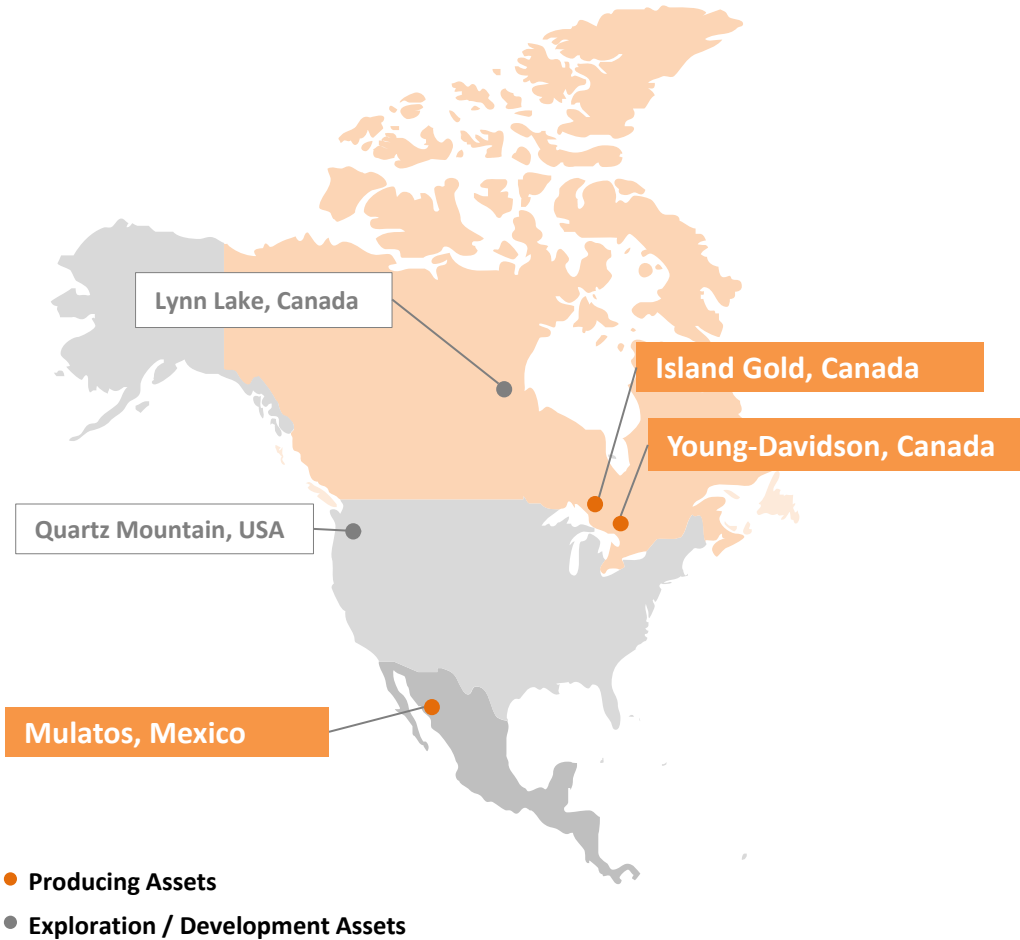 Lynn Lake, Canada
Island Gold, Canada
Young-Davidson, Canada
Quartz Mountain, USA
Mulatos, Mexico
Producing Assets
Exploration / Development Assets